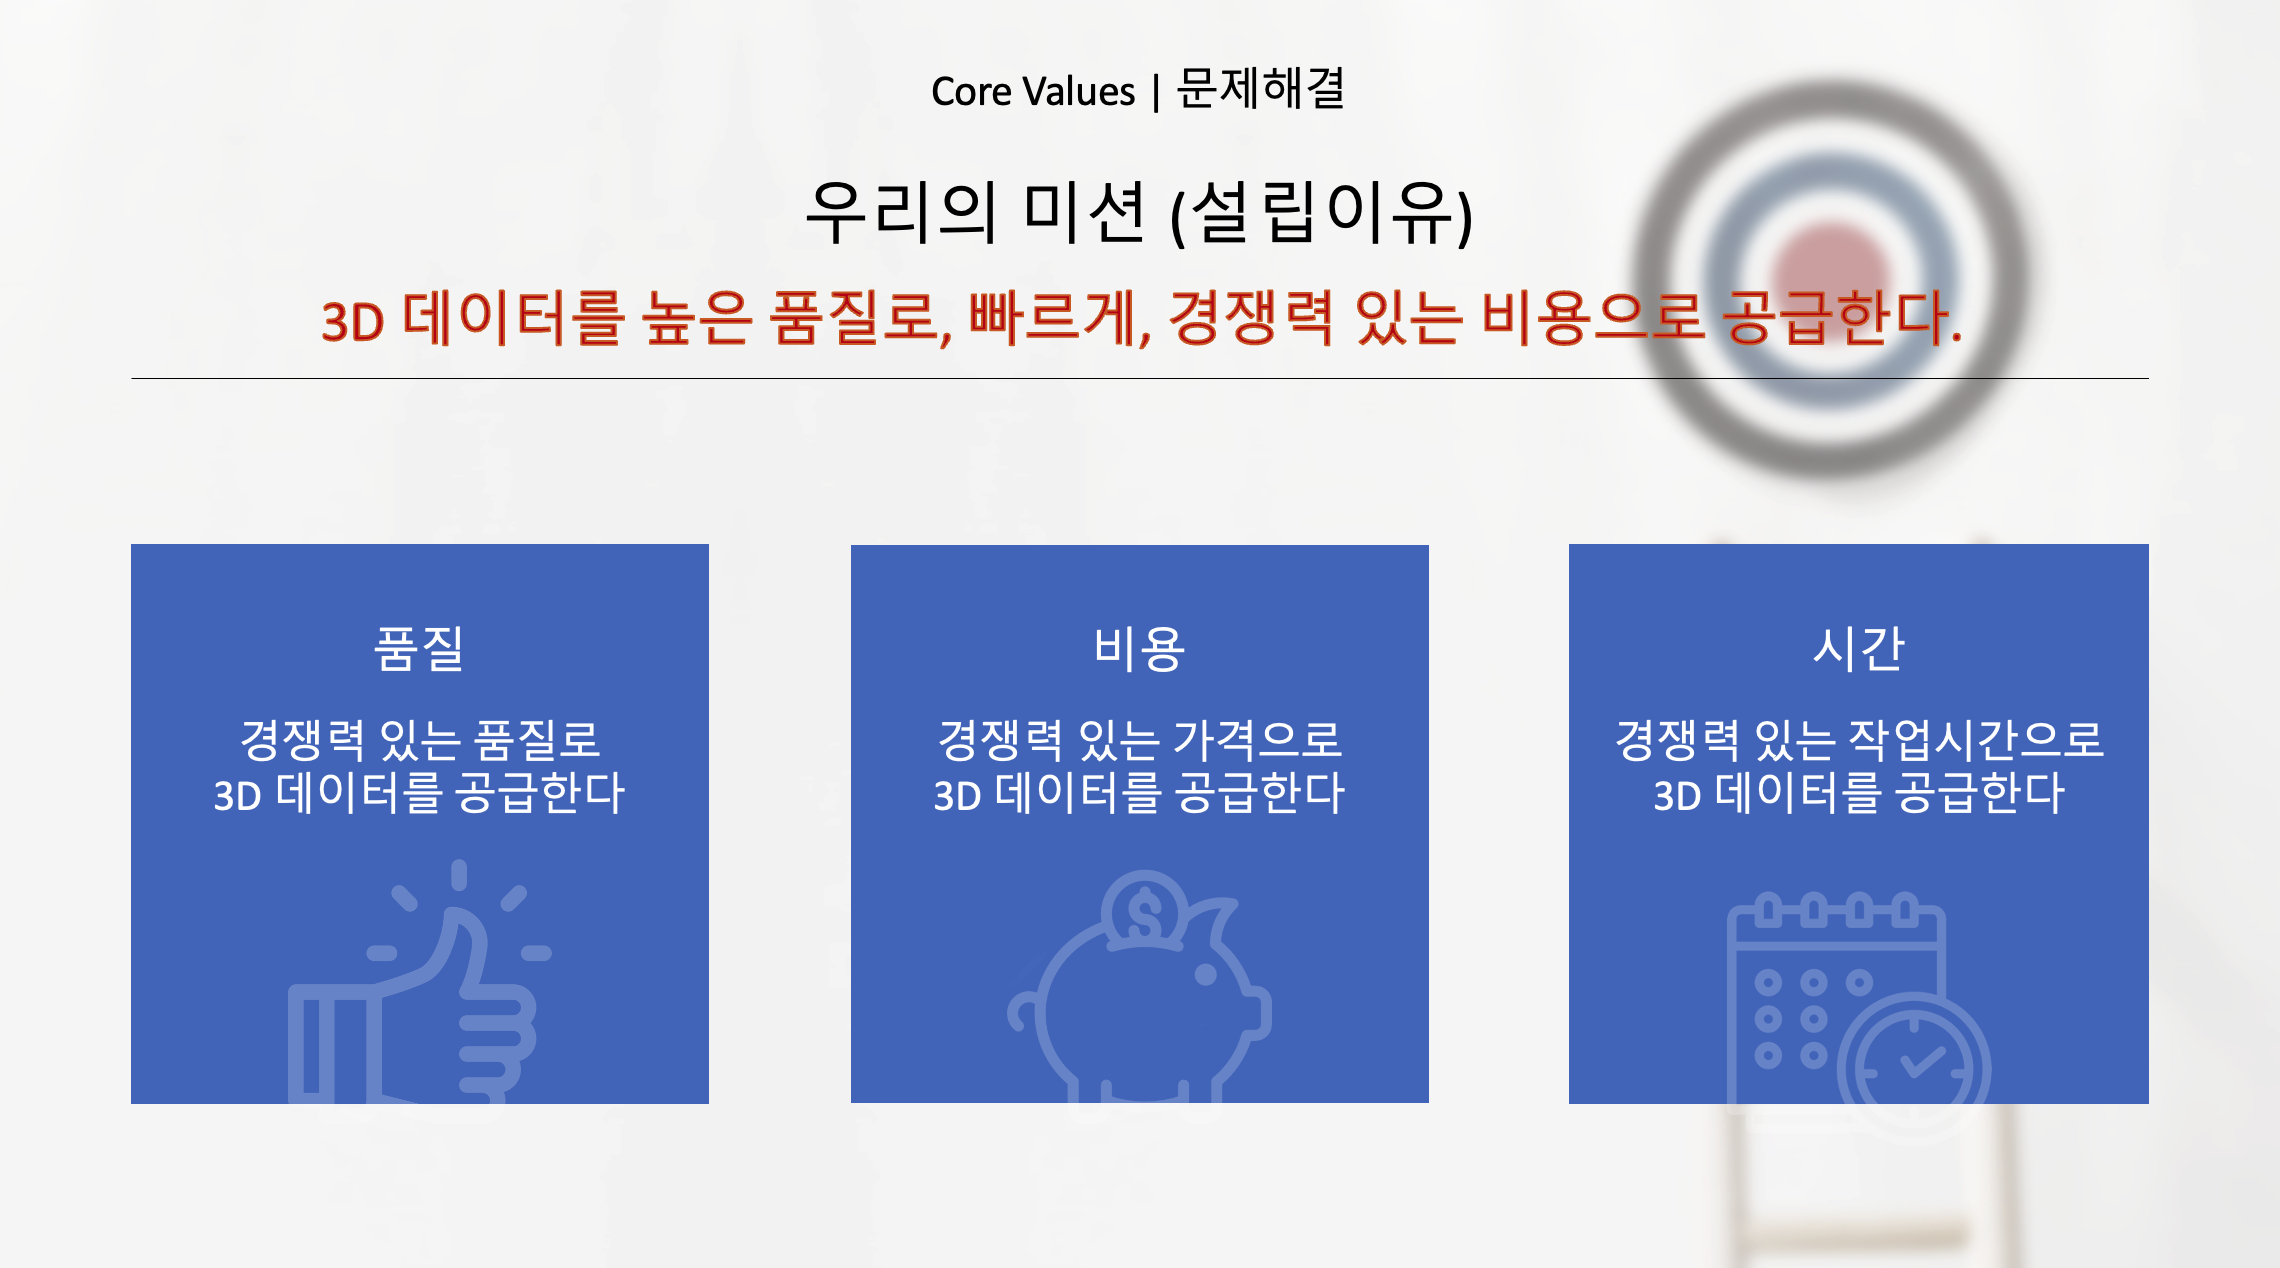 Core Values | 문제해결
우리의 미션 (설립이유)
3D 데이터를 높은 품질로, 빠르게, 경쟁력 있는 비용으로 공급한다.
품질
경쟁력 있는 품질로
3D 데이터를 공급한다
비용
경쟁력 있는 가격으로
3D 데이터를 공급한다
시간
경쟁력 있는 작업시간으로
3D 데이터를 공급한다